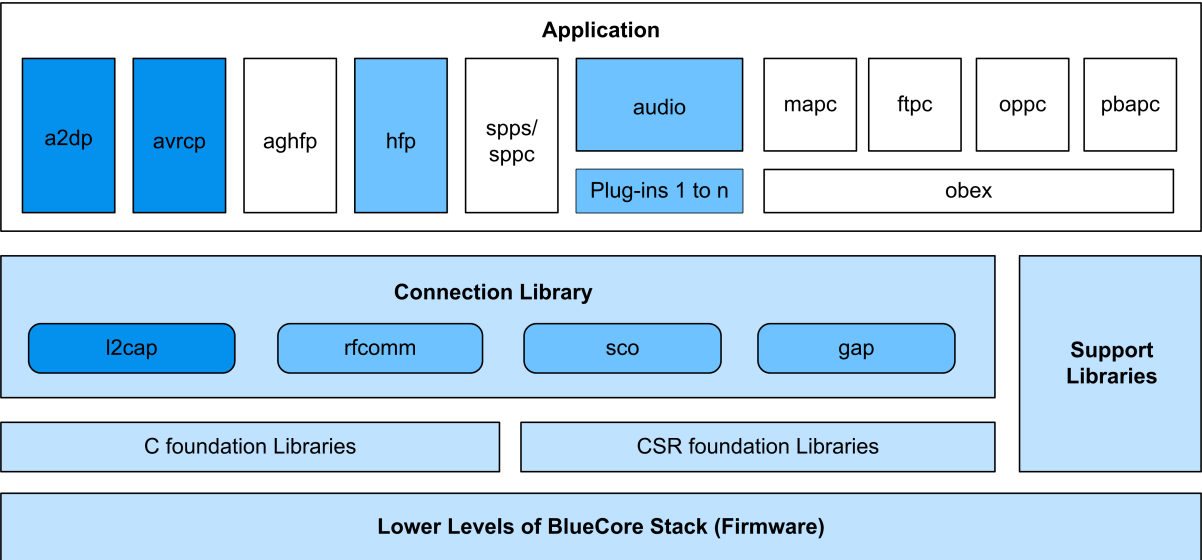 Application
a2dp
avrcp
aghfp
hfp
spps/
sppc
audio
Plug-ins 1 to n
mapc
ftpc
oppc
pbapc
obex
Connection Library
l2cap
rfcomm
sco
gap
Support
Libraries
C foundation Libraries
CSR foundation Libraries
Lower Levels of BlueCore Stack (Firmware)